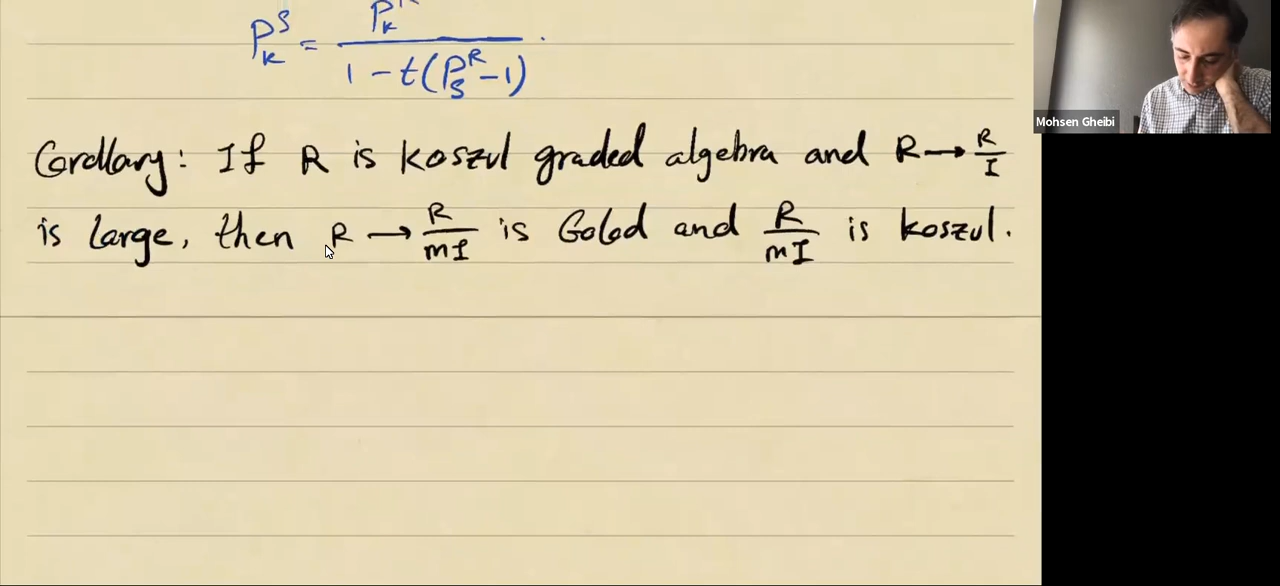 P_k^S = P_k^R / (1 - t(P_S^R - 1)) .
Mohsen Gheibi
Corollary: If R is Koszul graded algebra and R → R/I
is large, then R → R/mI is Golod and R/mI is koszul.